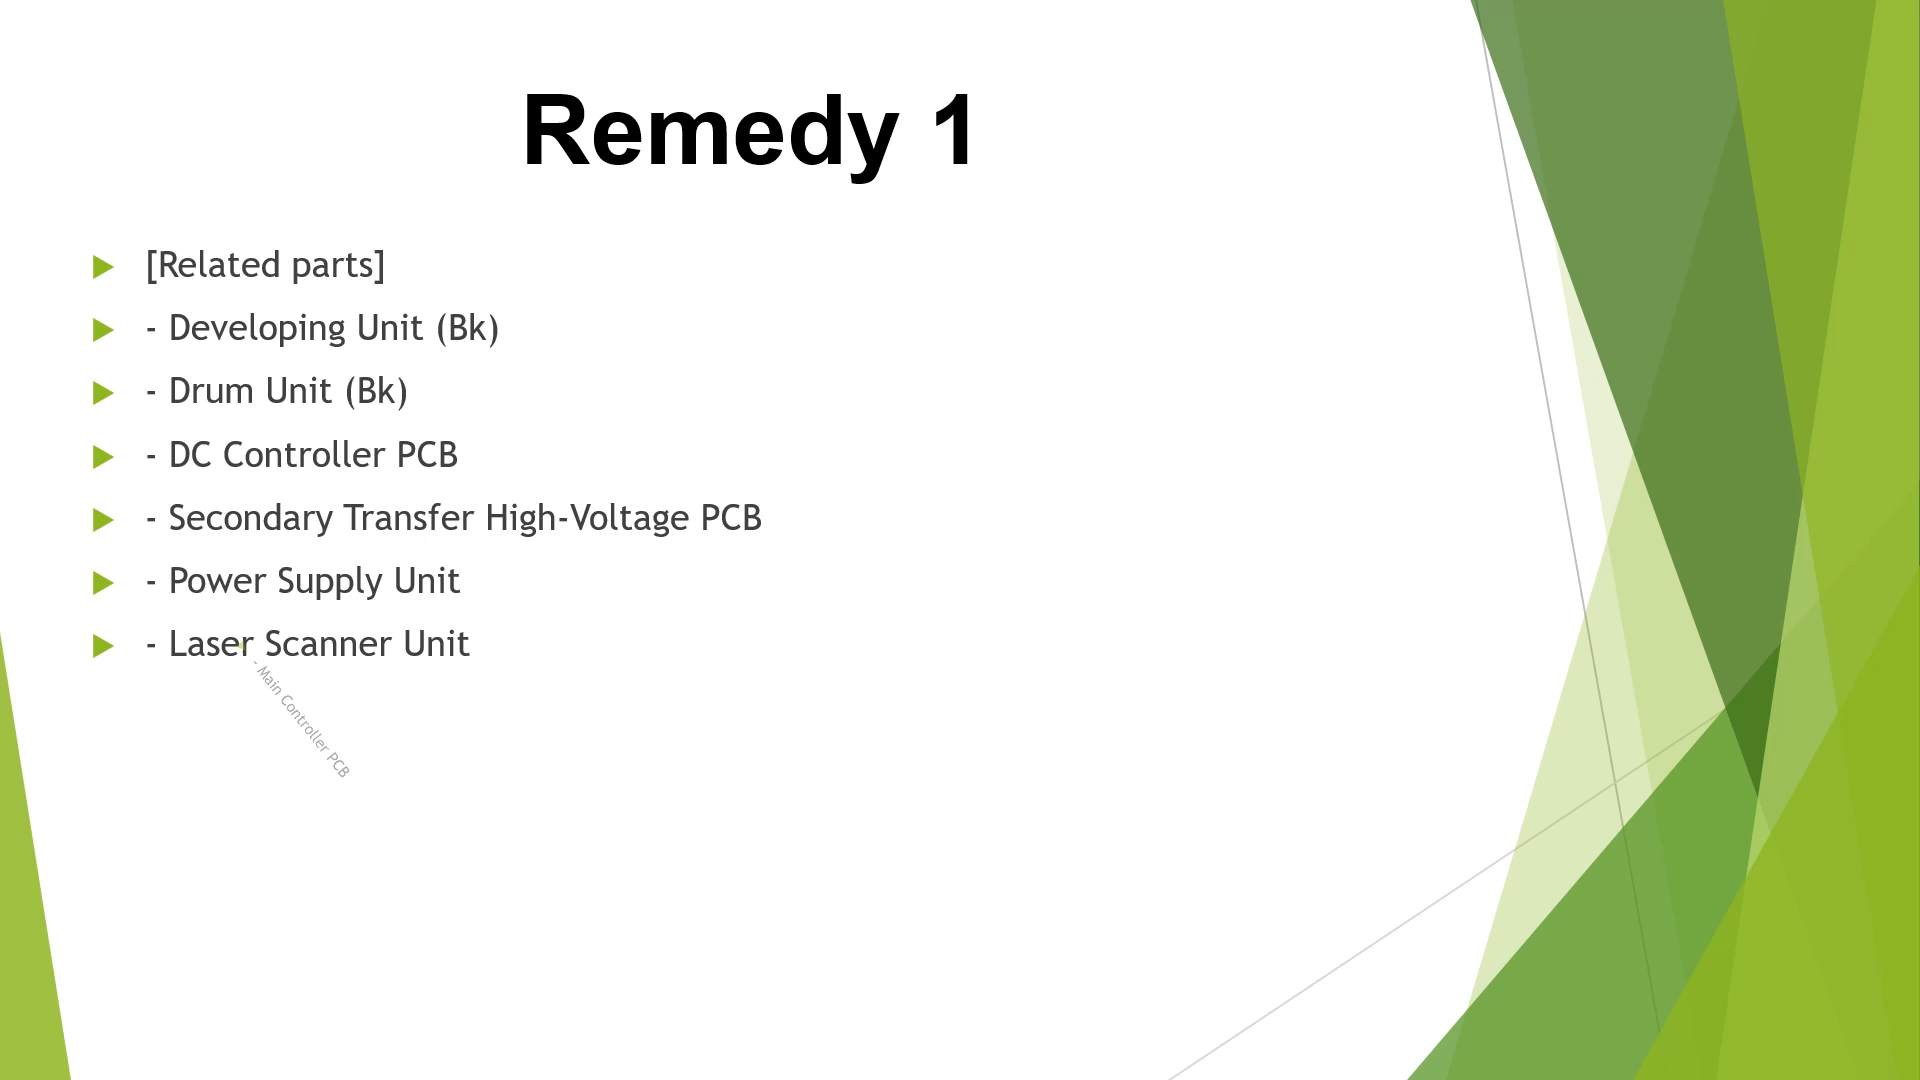 Remedy 1
[Related parts]
- Developing Unit (Bk)
- Drum Unit (Bk)
- DC Controller PCB
- Secondary Transfer High-Voltage PCB
- Power Supply Unit
- Laser Scanner Unit
- Main Controller PCB